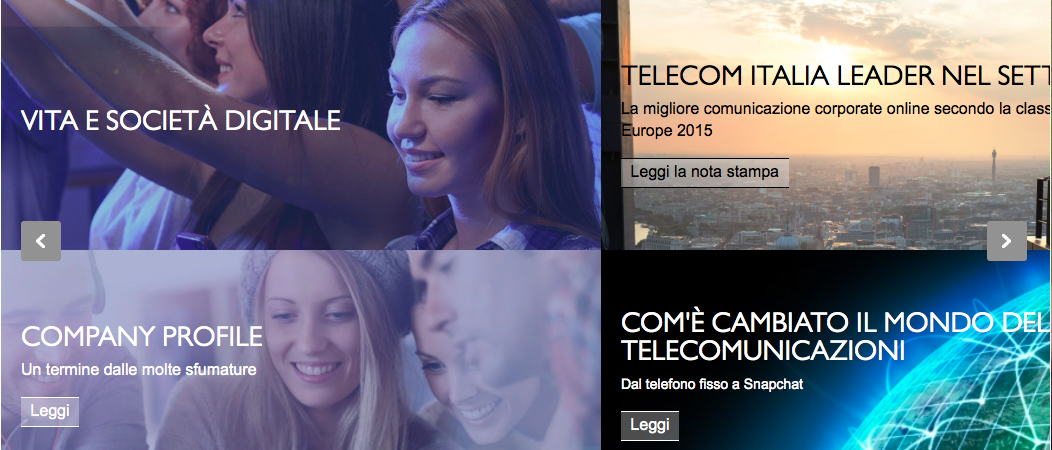 VITA E SOCIETÀ DIGITALE
TELECOM ITALIA LEADER NEL SETT
La migliore comunicazione corporate online secondo la class
Europe 2015
Leggi la nota stampa
COMPANY PROFILE
Un termine dalle molte sfumature
Leggi
COM'È CAMBIATO IL MONDO DEL
TELECOMUNICAZIONI
Dal telefono fisso a Snapchat
Leggi